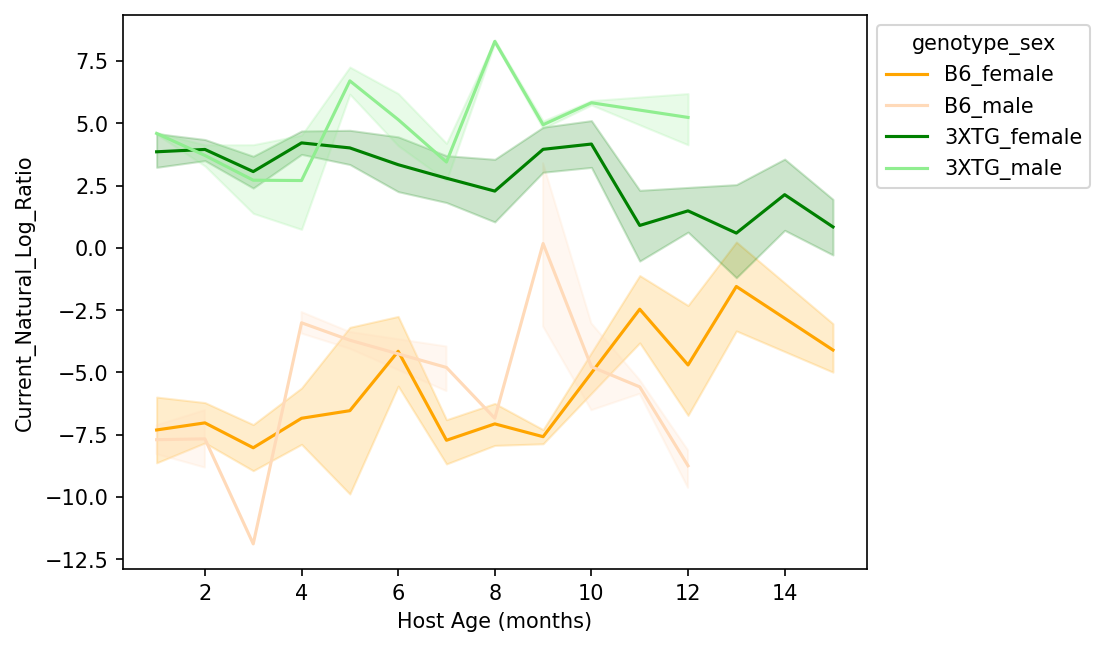 genotype_sex
B6_female
B6_male
3XTG_female
3XTG_male
Current_Natural_Log_Ratio
7.5
5.0
2.5
0.0
−2.5
−5.0
−7.5
−10.0
−12.5
2 4 6 8 10 12 14
Host Age (months)